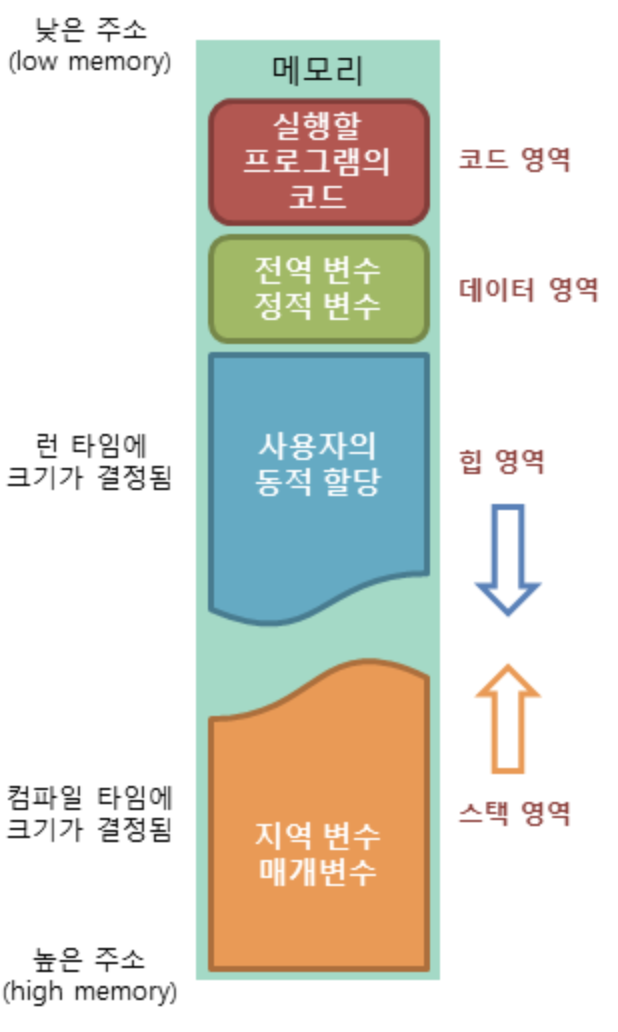 낮은 주소
(low memory)
메모리
실행할
프로그램의
코드
코드 영역
전역 변수
정적 변수
데이터 영역
런 타임에
크기가 결정됨
사용자의
동적 할당
힙 영역
컴파일 타임에
크기가 결정됨
지역 변수
매개변수
스택 영역
높은 주소
(high memory)